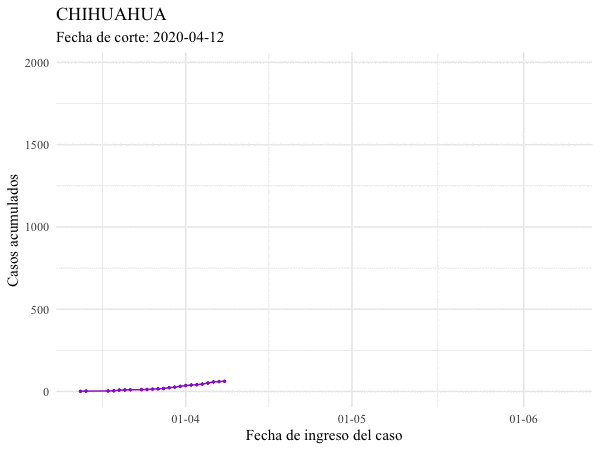 CHIHUAHUA
Fecha de corte: 2020-04-12
2000
1500
1000
500
0
Casos acumulados
01-04
01-05
01-06
Fecha de ingreso del caso